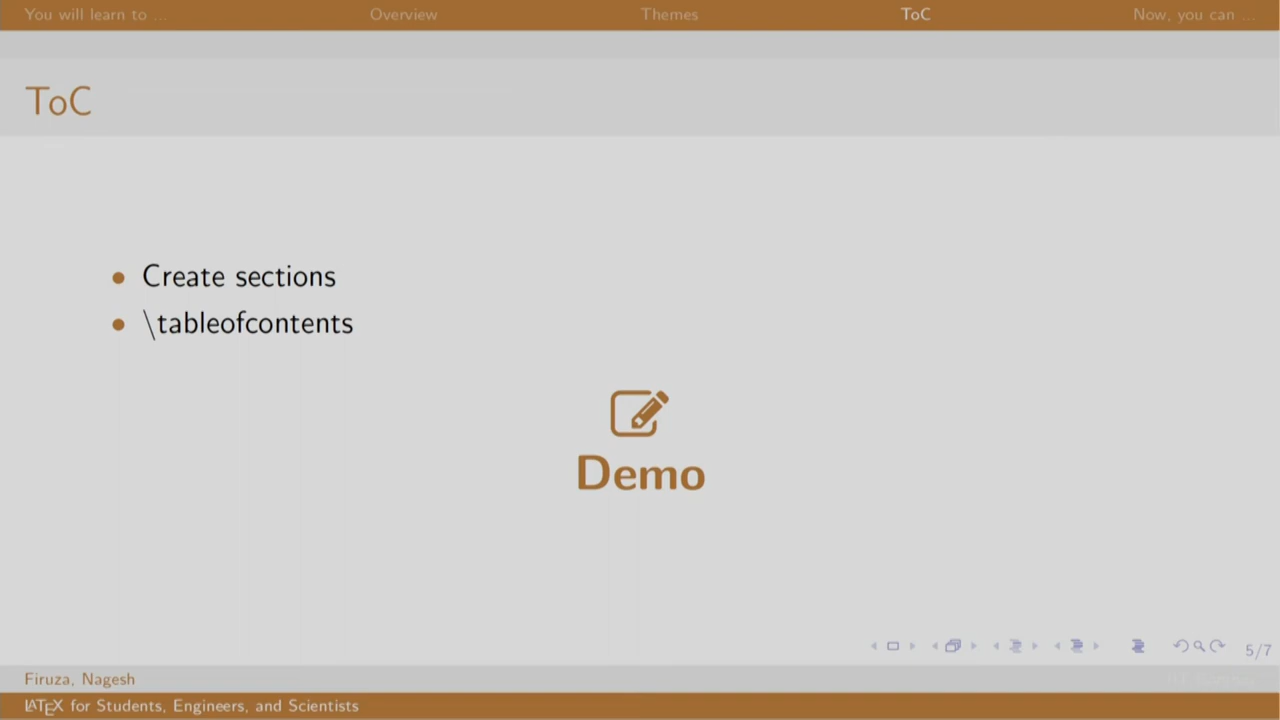 You will learn to ... Overview Themes ToC Now, you can ...
ToC
• Create sections
• \tableofcontents
Demo
5/7
Firuza, Nagesh
LATEX for Students, Engineers, and Scientists